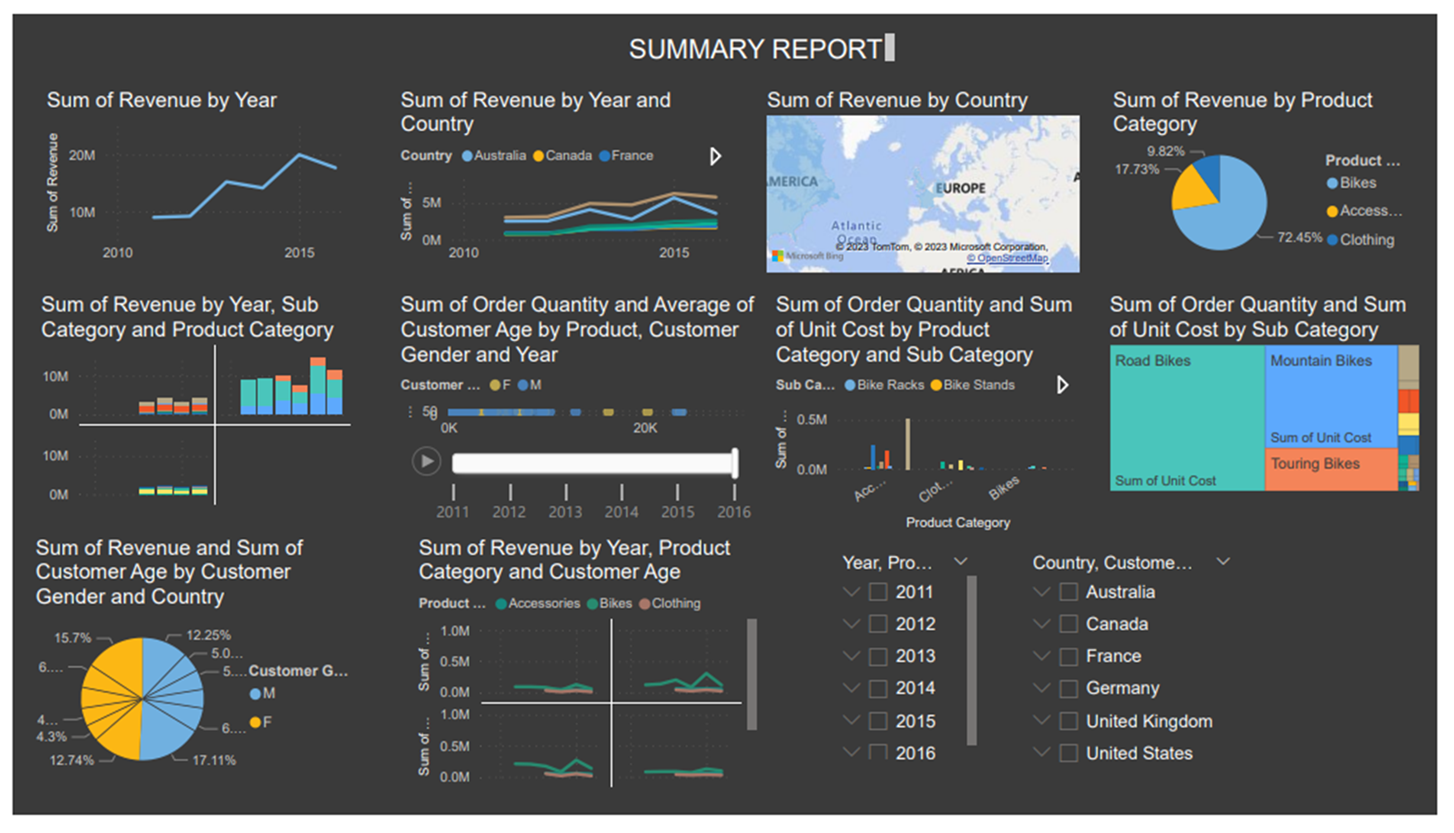 SUMMARY REPORT
Sum of Revenue by Year
Sum of Revenue
20M
10M
2010
2015
Sum of Revenue by Year and
Country
Country Australia Canada France
Sum of ...
5M
0M
2010
2015
Sum of Revenue by Country
AMERICA
EUROPE
Atlantic
Ocean
© 2023 TomTom, © 2023 Microsoft Corporation,
Microsoft Bing
© OpenStreetMap
AFRICA
Sum of Revenue by Product
Category
9.82%
17.73%
72.45%
Product ...
Bikes
Access...
Clothing
Sum of Revenue by Year, Sub
Category and Product Category
10M
0M
10M
0M
Sum of Order Quantity and Average of
Customer Age by Product, Customer
Gender and Year
Customer ... F M
50
0
0K
20K
2011
2012
2013
2014
2015
2016
Sum of Order Quantity and Sum
of Unit Cost by Product
Category and Sub Category
Sub Ca... Bike Racks Bike Stands
Sum of ...
0.5M
0.0M
Acc...
Clot...
Bikes
Product Category
Sum of Order Quantity and Sum
of Unit Cost by Sub Category
Road Bikes
Sum of Unit Cost
Mountain Bikes
Sum of Unit Cost
Touring Bikes
Sum of Revenue and Sum of
Customer Age by Customer
Gender and Country
15.7%
6....
4...
4.3%
12.74%
12.25%
5.0...
5....
6....
17.11%
Customer G...
M
F
Sum of Revenue by Year, Product
Category and Customer Age
Product ... Accessories Bikes Clothing
Sum of ...
1.0M
0.5M
0.0M
Sum of ...
1.0M
0.5M
0.0M
Year, Pro...
2011
2012
2013
2014
2015
2016
Country, Custome...
Australia
Canada
France
Germany
United Kingdom
United States